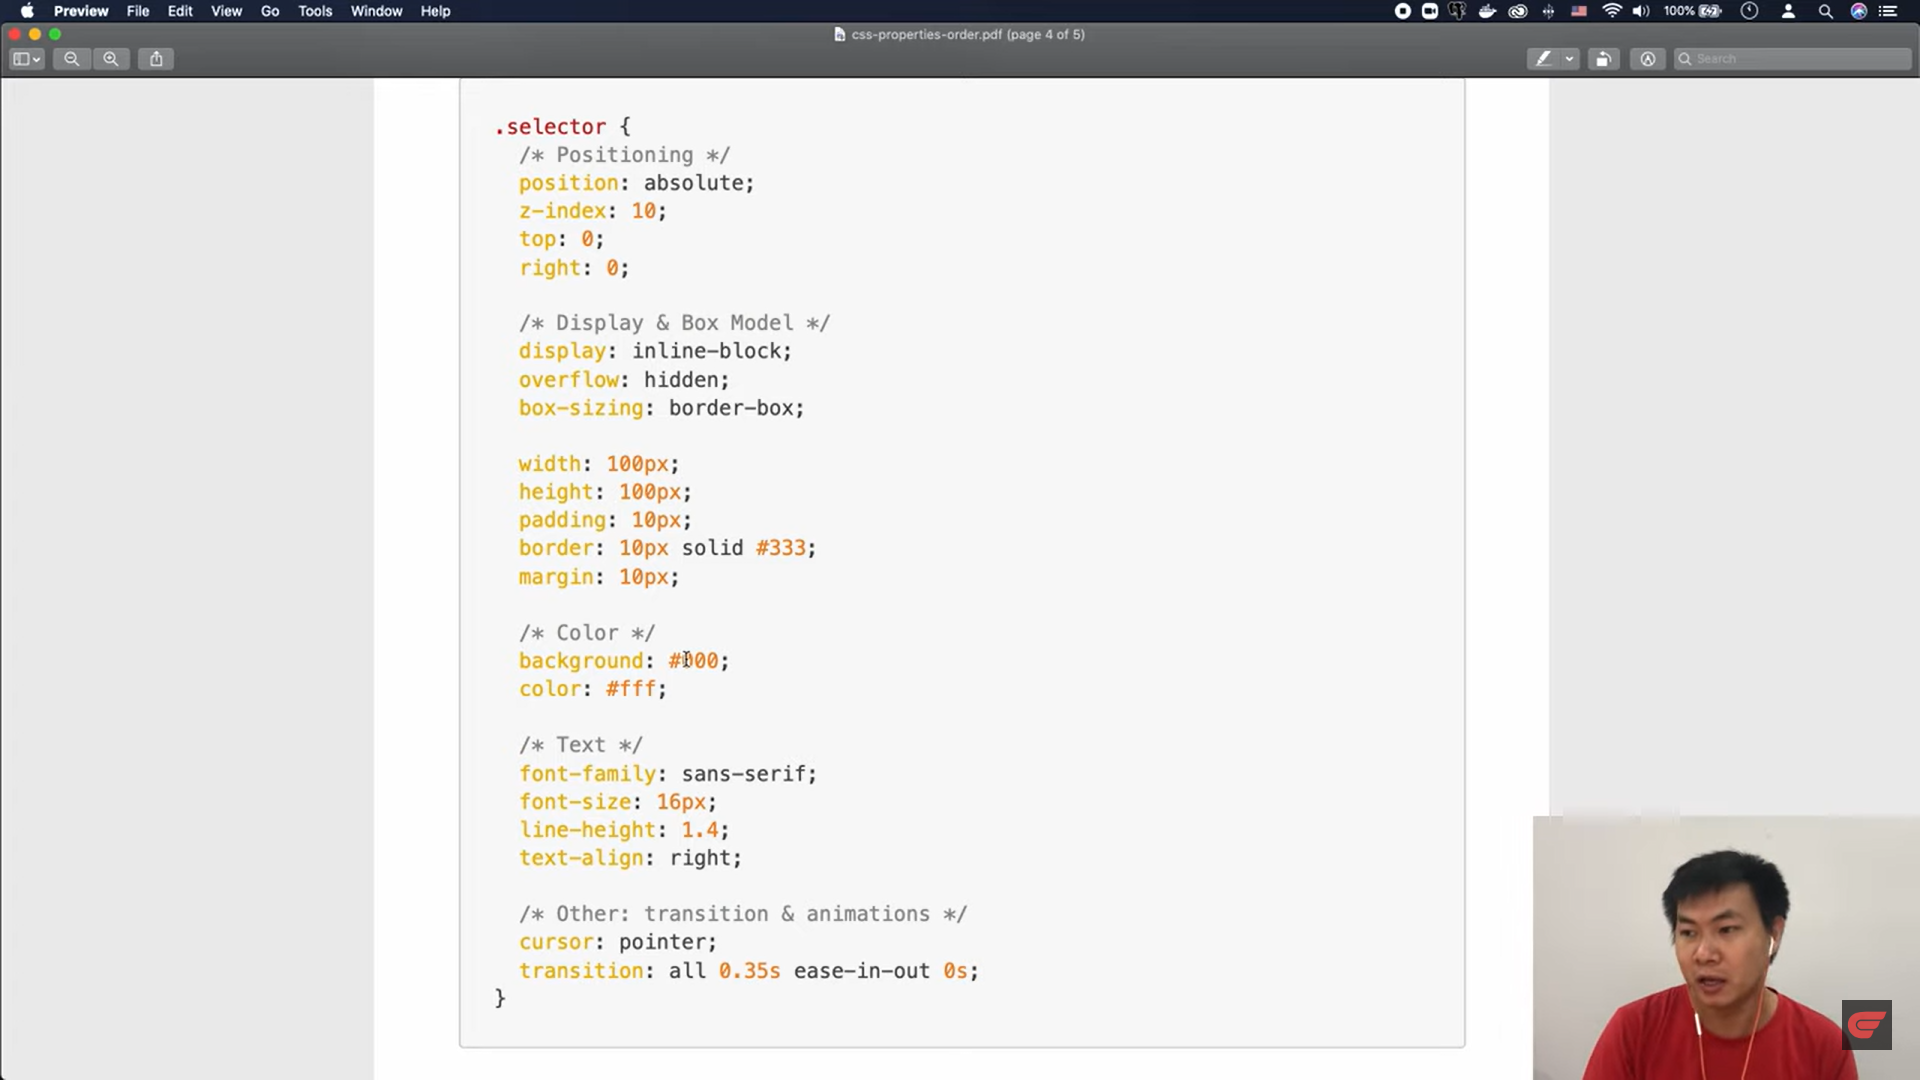 Preview File Edit View Go Tools Window Help 100%
css-properties-order.pdf (page 4 of 5)
Search
.selector {
/* Positioning */
position: absolute;
z-index: 10;
top: 0;
right: 0;
/* Display & Box Model */
display: inline-block;
overflow: hidden;
box-sizing: border-box;
width: 100px;
height: 100px;
padding: 10px;
border: 10px solid #333;
margin: 10px;
/* Color */
background: #000;
color: #fff;
/* Text */
font-family: sans-serif;
font-size: 16px;
line-height: 1.4;
text-align: right;
/* Other: transition & animations */
cursor: pointer;
transition: all 0.35s ease-in-out 0s;
}